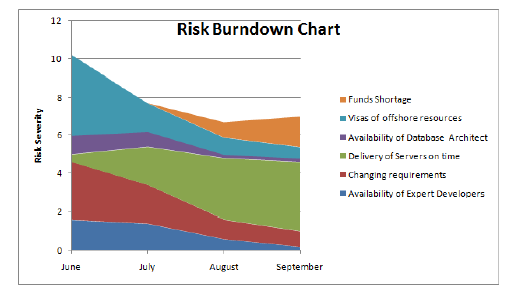 Risk Burndown Chart
Risk Severity
12
10
8
6
4
2
0
June
July
August
September
Funds Shortage
Visas of offshore resources
Availability of Database Architect
Delivery of Servers on time
Changing requirements
Availability of Expert Developers